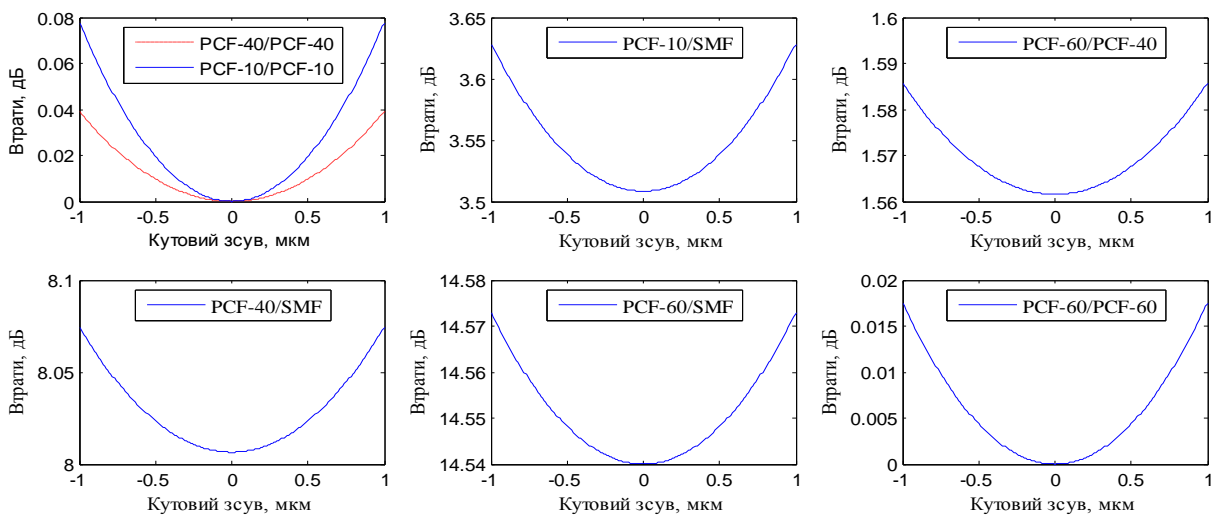 0.08
0.06
0.04
0.02
0
Втрати, дБ
PCF-40/PCF-40
PCF-10/PCF-10
-1 -0.5 0 0.5 1
Кутовий зсув, мкм
3.65
3.6
3.55
3.5
Втрати, дБ
PCF-10/SMF
-1 -0.5 0 0.5 1
Кутовий зсув, мкм
1.6
1.59
1.58
1.57
1.56
Втрати, дБ
PCF-60/PCF-40
-1 -0.5 0 0.5 1
Кутовий зсув, мкм
8.1
8.05
8
Втрати, дБ
PCF-40/SMF
-1 -0.5 0 0.5 1
Кутовий зсув, мкм
14.58
14.57
14.56
14.55
14.54
Втрати, дБ
PCF-60/SMF
-1 -0.5 0 0.5 1
Кутовий зсув, мкм
0.02
0.015
0.01
0.005
0
Втрати, дБ
PCF-60/PCF-60
-1 -0.5 0 0.5 1
Кутовий зсув, мкм